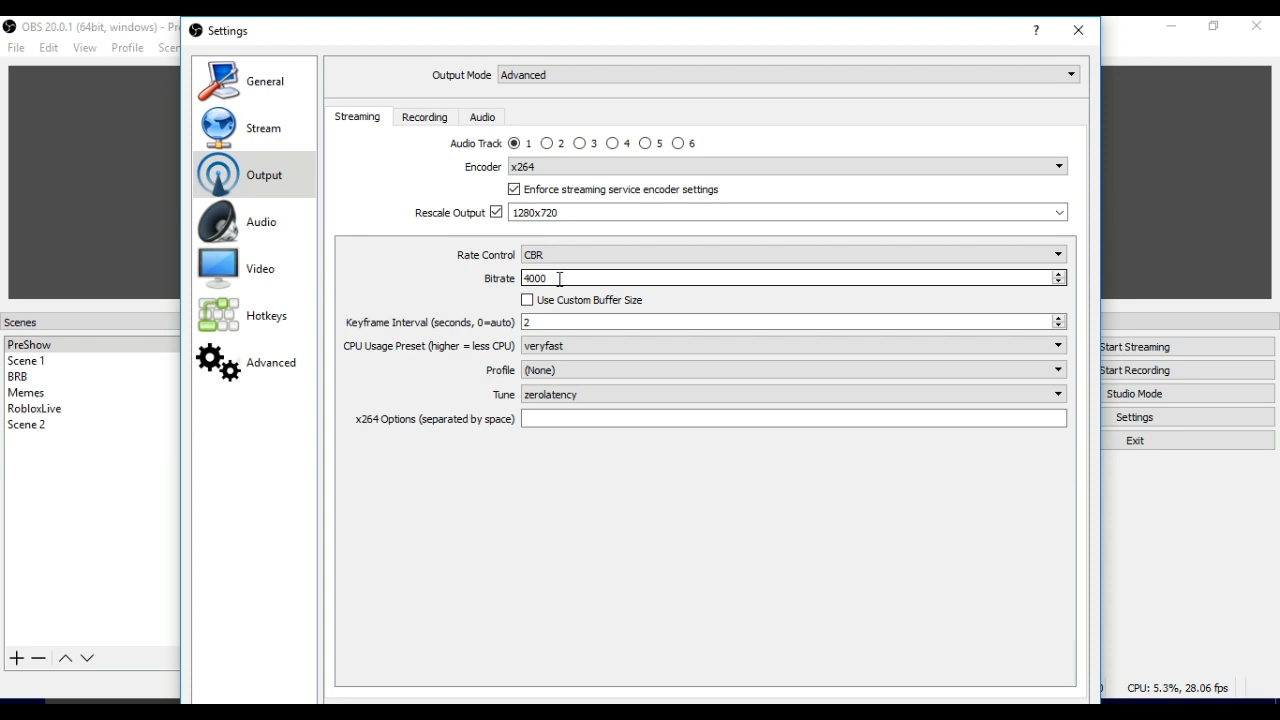 OBS 20.0.1 (64bit, windows) - Pr
Settings
?
File Edit View Profile Scen
General
Stream
Output
Audio
Video
Hotkeys
Advanced
Output Mode Advanced
Streaming Recording Audio
Audio Track 1 2 3 4 5 6
Encoder x264
Enforce streaming service encoder settings
Rescale Output 1280x720
Rate Control CBR
Bitrate 4000
Use Custom Buffer Size
Keyframe Interval (seconds, 0=auto) 2
CPU Usage Preset (higher = less CPU) veryfast
Profile (None)
Tune zerolatency
x264 Options (separated by space)
Scenes
PreShow
Scene 1
BRB
Memes
RobloxLive
Scene 2
Start Streaming
Start Recording
Studio Mode
Settings
Exit
CPU: 5.3%, 28.06 fps